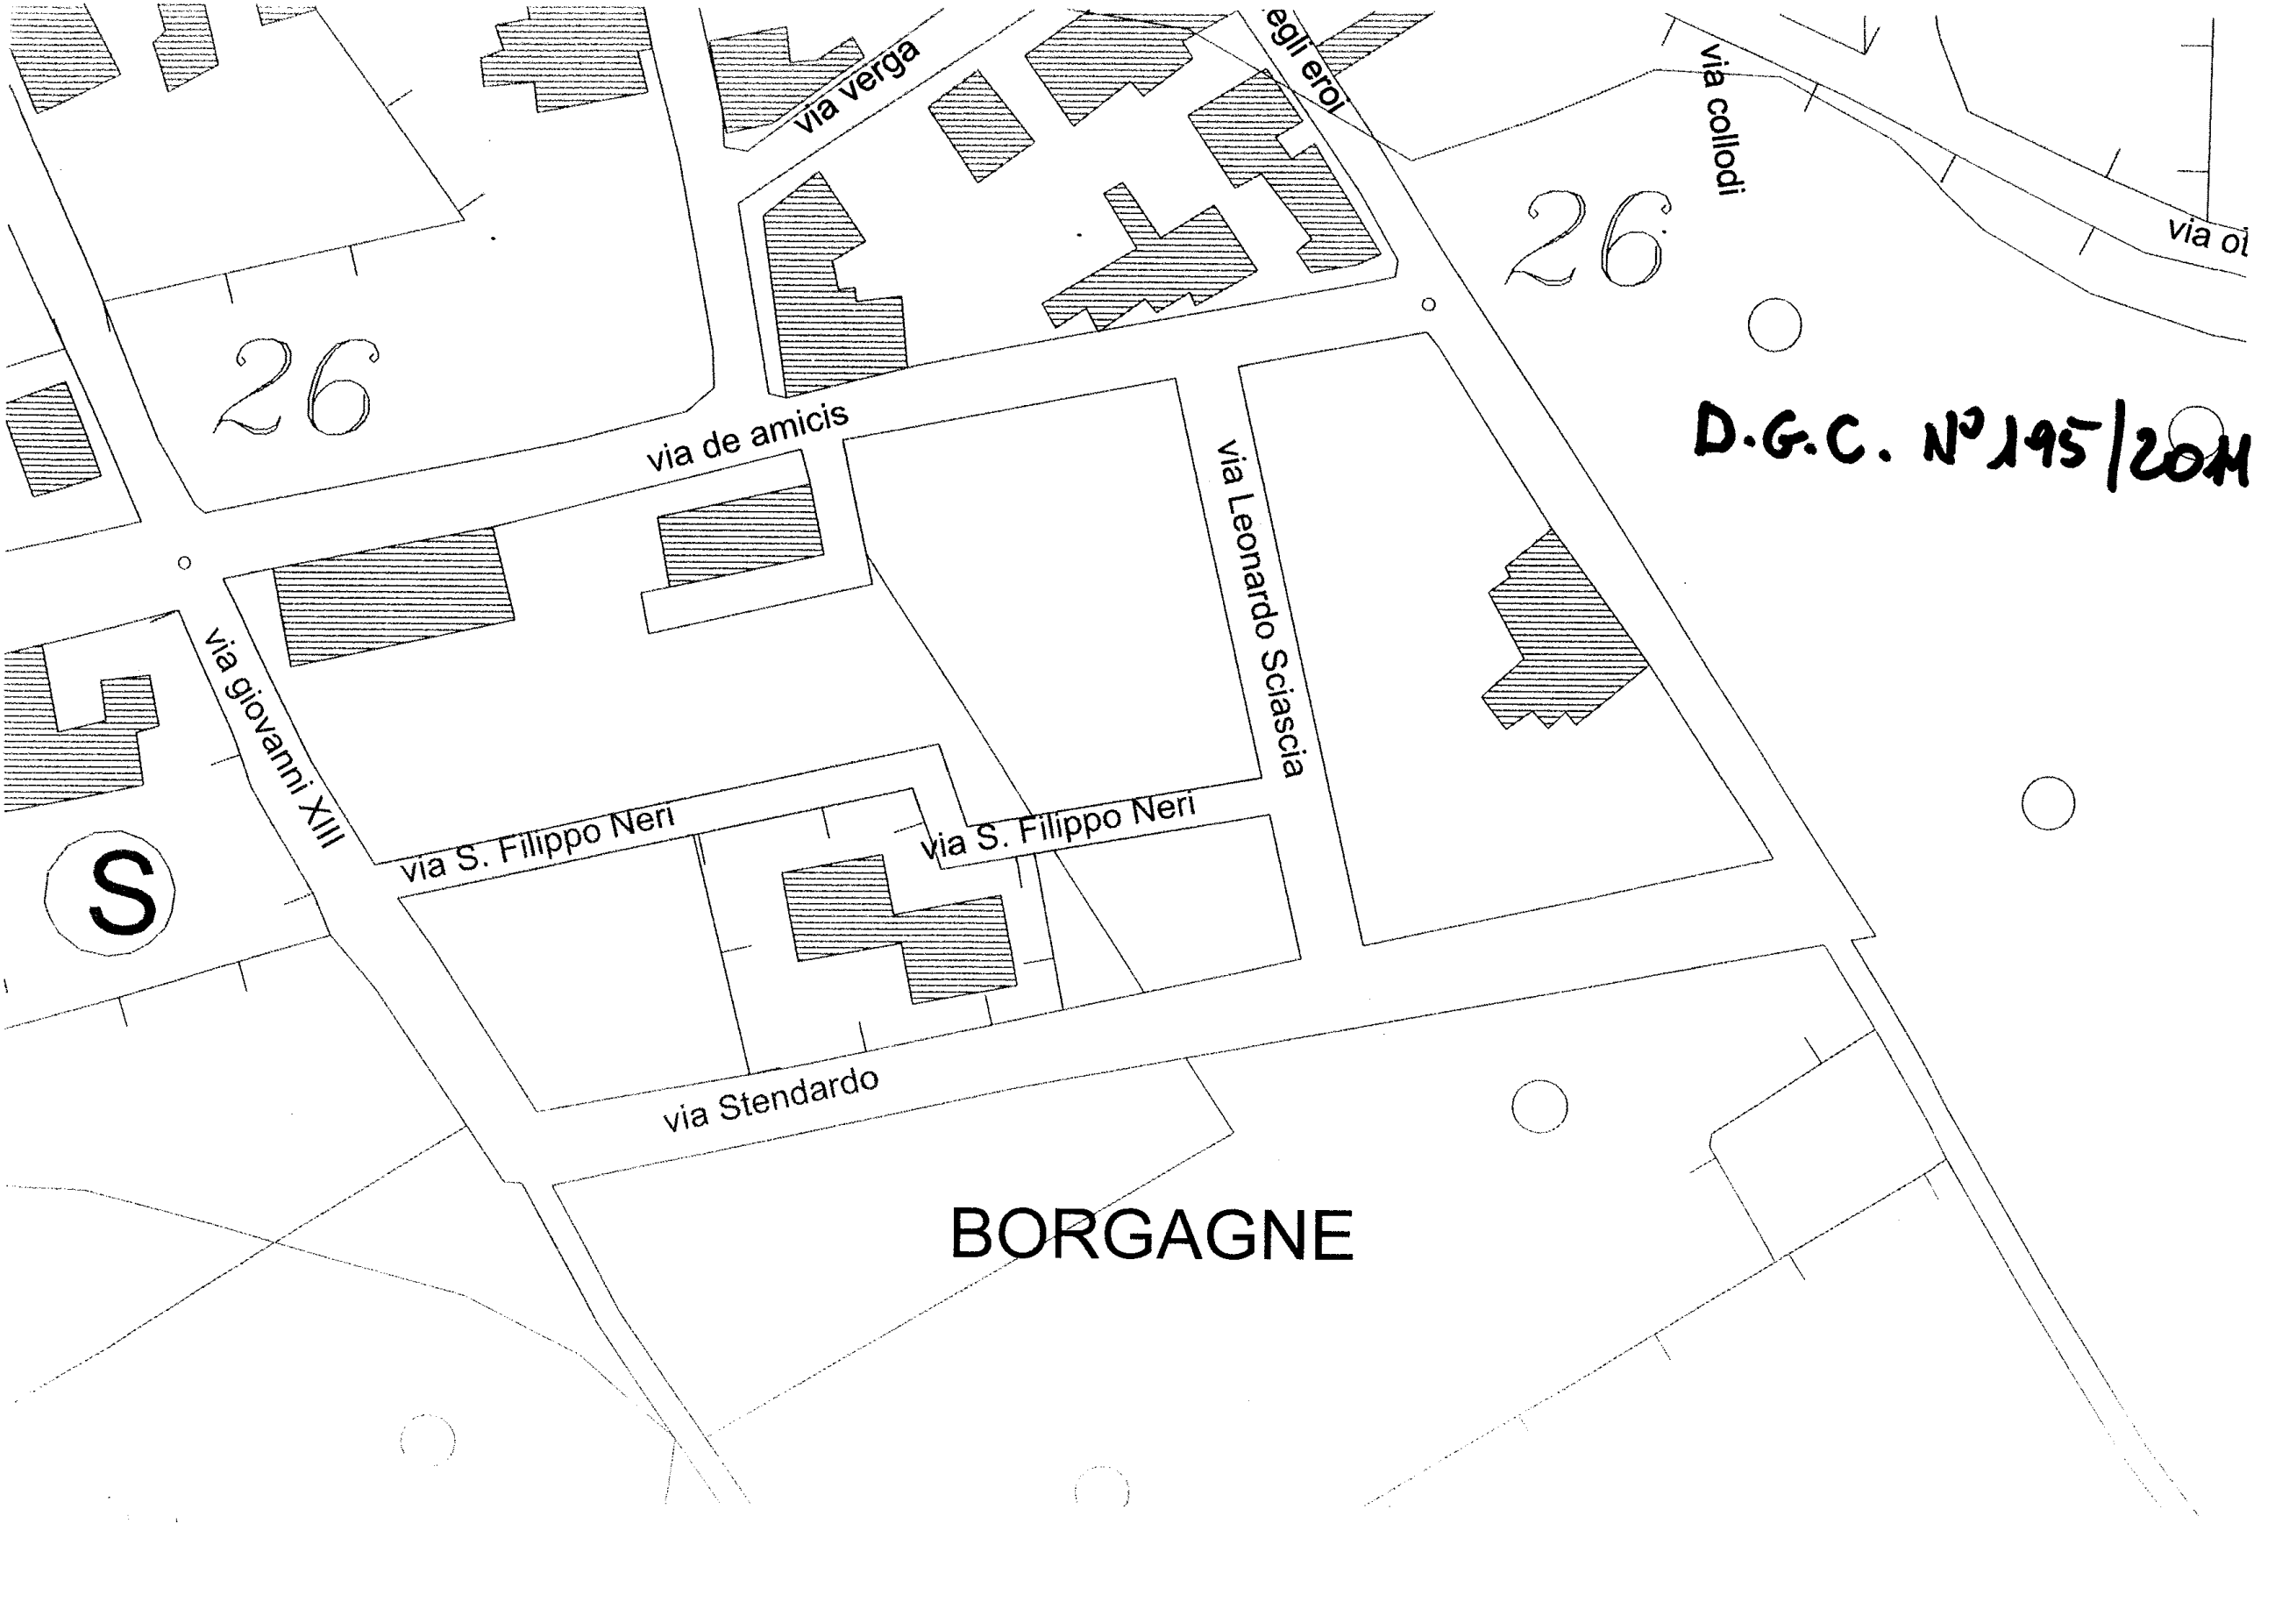 egli eroi
via verga
via collodi
via ol
26
26
D.G.C. Nº 195/2011
via de amicis
via Leonardo Sciascia
via giovanni XIII
via S. Filippo Neri
via S. Filippo Neri
S
via Stendardo
BORGAGNE